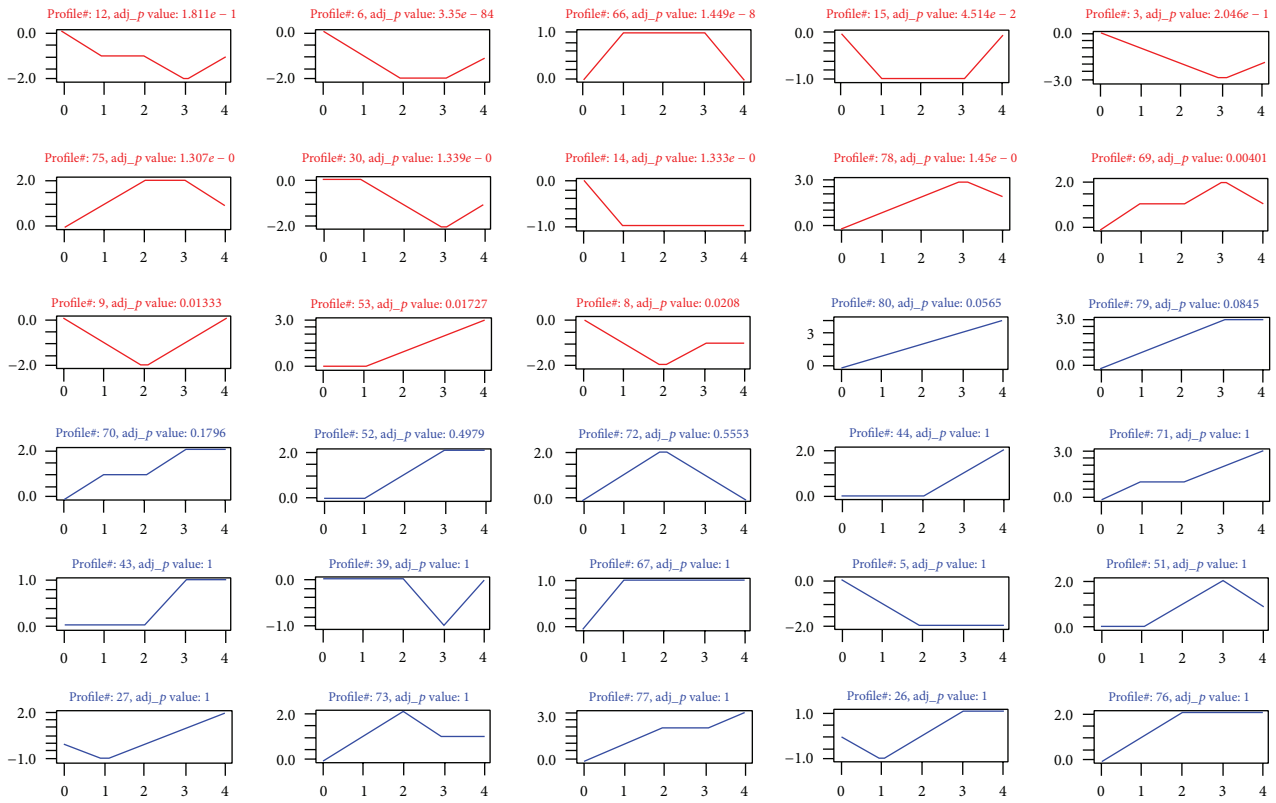 Profile#: 12, adj_p value: 1.811e − 1
Profile#: 6, adj_p value: 3.35e − 84
Profile#: 66, adj_p value: 1.449e − 8
Profile#: 15, adj_p value: 4.514e − 2
Profile#: 3, adj_p value: 2.046e − 1
0.0
−2.0
0 1 2 3 4
0.0
−2.0
0 1 2 3 4
1.0
0.0
0 1 2 3 4
0.0
−1.0
0 1 2 3 4
0.0
−3.0
0 1 2 3 4
Profile#: 75, adj_p value: 1.307e − 0
Profile#: 30, adj_p value: 1.339e − 0
Profile#: 14, adj_p value: 1.333e − 0
Profile#: 78, adj_p value: 1.45e − 0
Profile#: 69, adj_p value: 0.00401
2.0
0.0
0 1 2 3 4
0.0
−2.0
0 1 2 3 4
0.0
−1.0
0 1 2 3 4
3.0
0.0
0 1 2 3 4
2.0
0.0
0 1 2 3 4
Profile#: 9, adj_p value: 0.01333
Profile#: 53, adj_p value: 0.01727
Profile#: 8, adj_p value: 0.0208
Profile#: 80, adj_p value: 0.0565
Profile#: 79, adj_p value: 0.0845
0.0
−2.0
0 1 2 3 4
3.0
0.0
0 1 2 3 4
0.0
−2.0
0 1 2 3 4
3
0
0 1 2 3 4
3.0
0.0
0 1 2 3 4
Profile#: 70, adj_p value: 0.1796
Profile#: 52, adj_p value: 0.4979
Profile#: 72, adj_p value: 0.5553
Profile#: 44, adj_p value: 1
Profile#: 71, adj_p value: 1
2.0
0.0
0 1 2 3 4
2.0
0.0
0 1 2 3 4
2.0
0.0
0 1 2 3 4
2.0
0.0
0 1 2 3 4
3.0
0.0
0 1 2 3 4
Profile#: 43, adj_p value: 1
Profile#: 39, adj_p value: 1
Profile#: 67, adj_p value: 1
Profile#: 5, adj_p value: 1
Profile#: 51, adj_p value: 1
1.0
0.0
0 1 2 3 4
0.0
−1.0
0 1 2 3 4
1.0
0.0
0 1 2 3 4
0.0
−2.0
0 1 2 3 4
2.0
0.0
0 1 2 3 4
Profile#: 27, adj_p value: 1
Profile#: 73, adj_p value: 1
Profile#: 77, adj_p value: 1
Profile#: 26, adj_p value: 1
Profile#: 76, adj_p value: 1
2.0
−1.0
0 1 2 3 4
2.0
0.0
0 1 2 3 4
3.0
0.0
0 1 2 3 4
1.0
−1.0
0 1 2 3 4
2.0
0.0
0 1 2 3 4